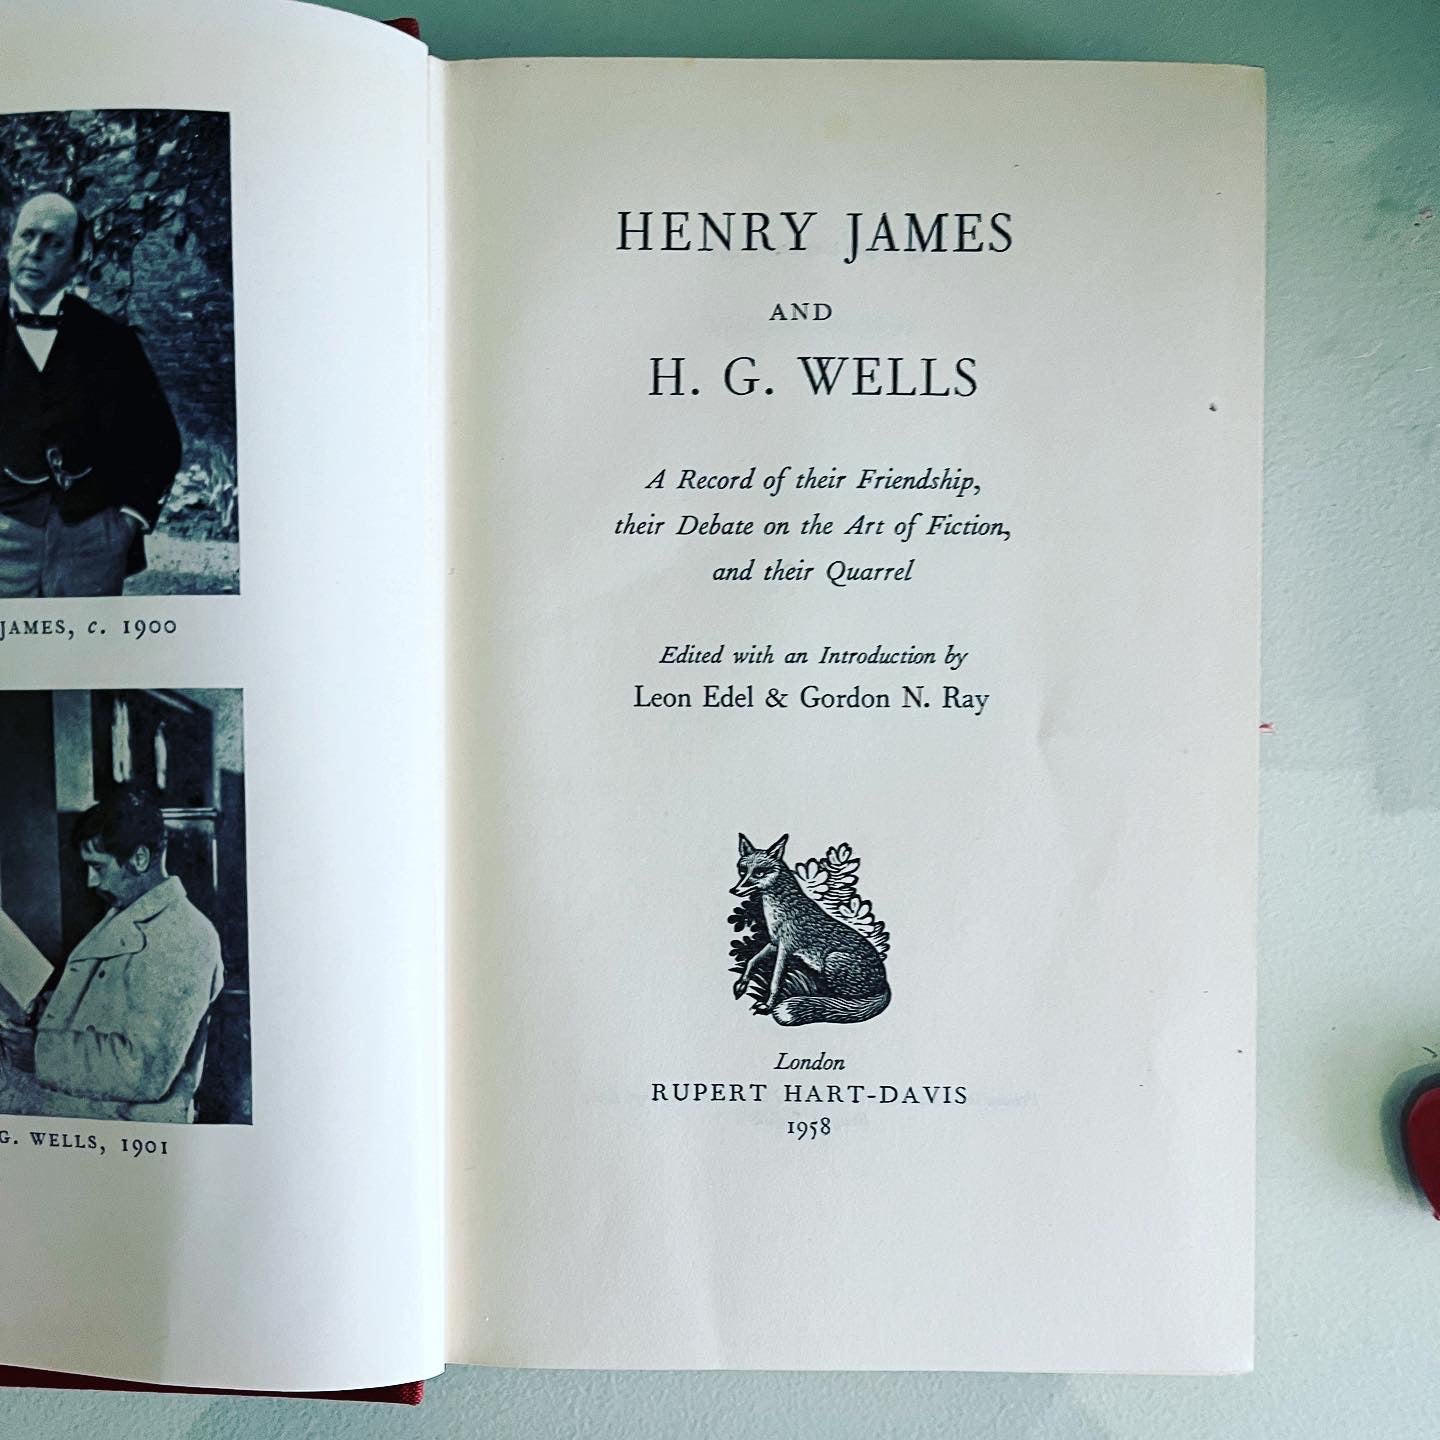 JAMES, c. 1900
G. WELLS, 1901
HENRY JAMES
AND
H. G. WELLS
A Record of their Friendship,
their Debate on the Art of Fiction,
and their Quarrel
Edited with an Introduction by
Leon Edel & Gordon N. Ray
London
RUPERT HART-DAVIS
1958